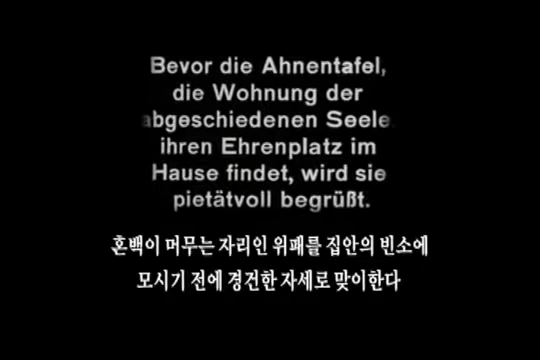 Bevor die Ahnentafel,
die Wohnung der
abgeschiedenen Seele
ihren Ehrenplatz im
Hause findet, wird sie
pietätvoll begrüßt.
혼백이 머무는 자리인 위패를 집안의 빈소에
모시기 전에 경건한 자세로 맞이한다